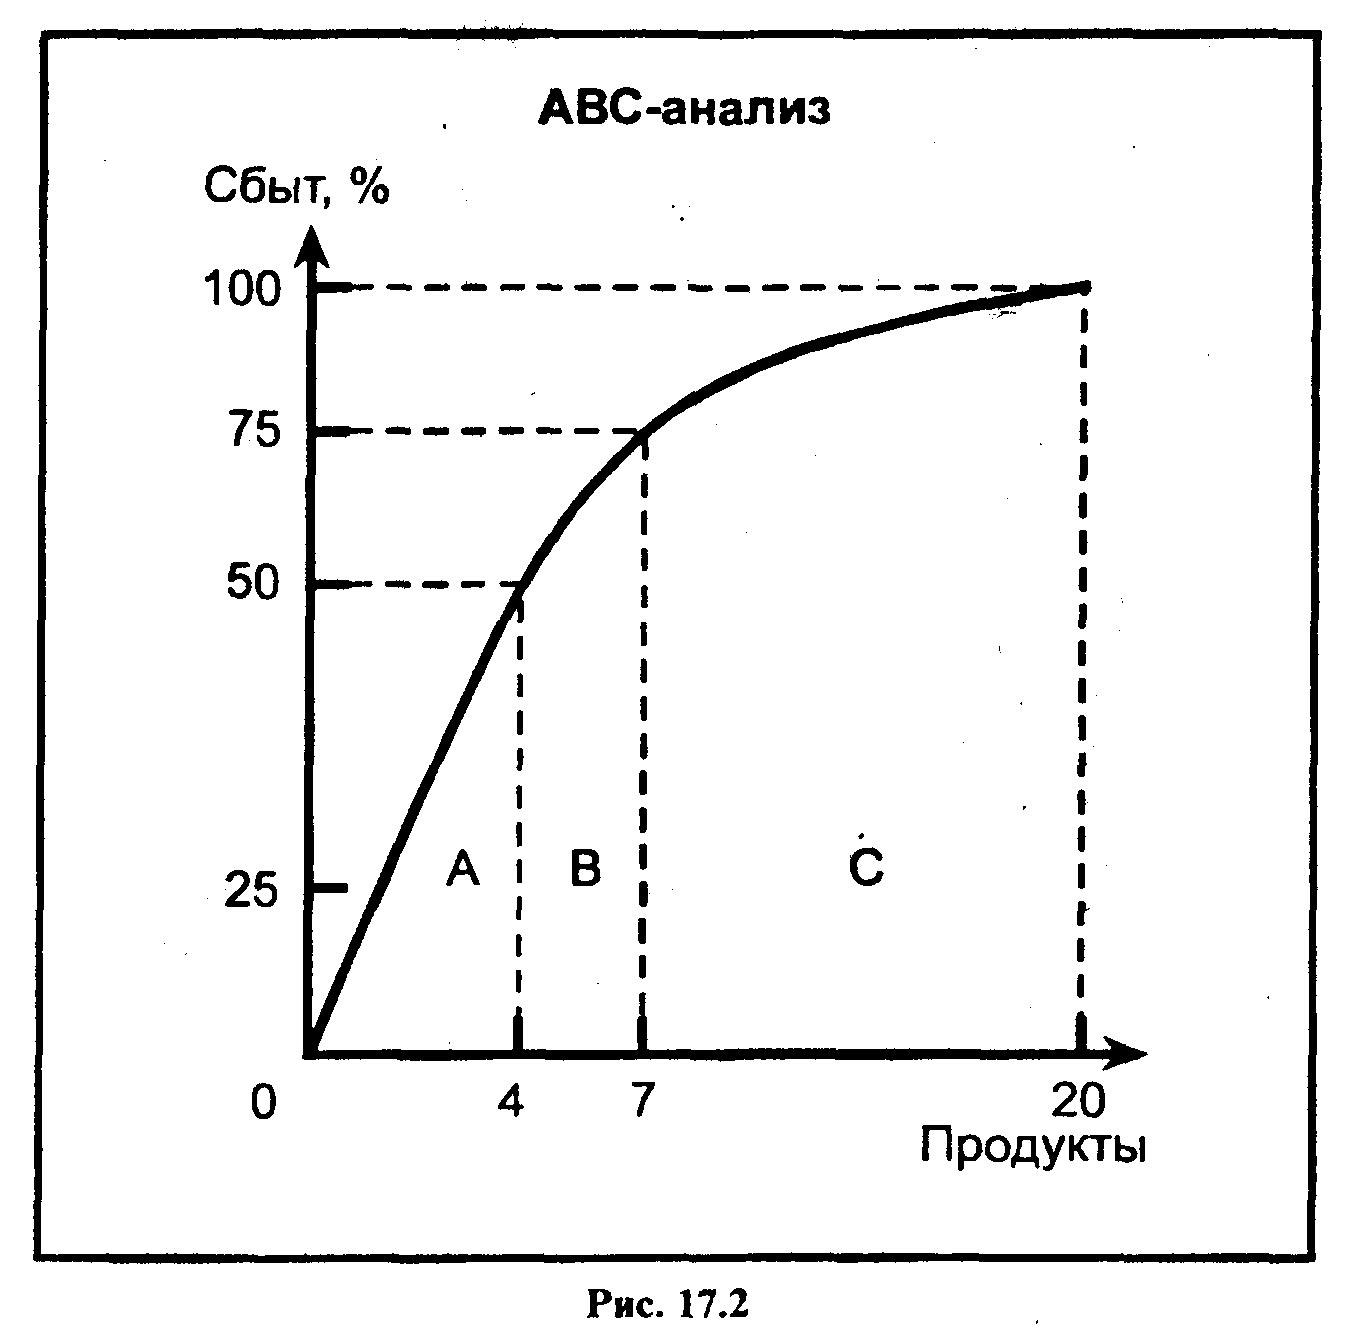 АВС-анализ
Сбыт, %
100
75
50
25
А
В
С
0
4
7
20
Продукты
Рис. 17.2